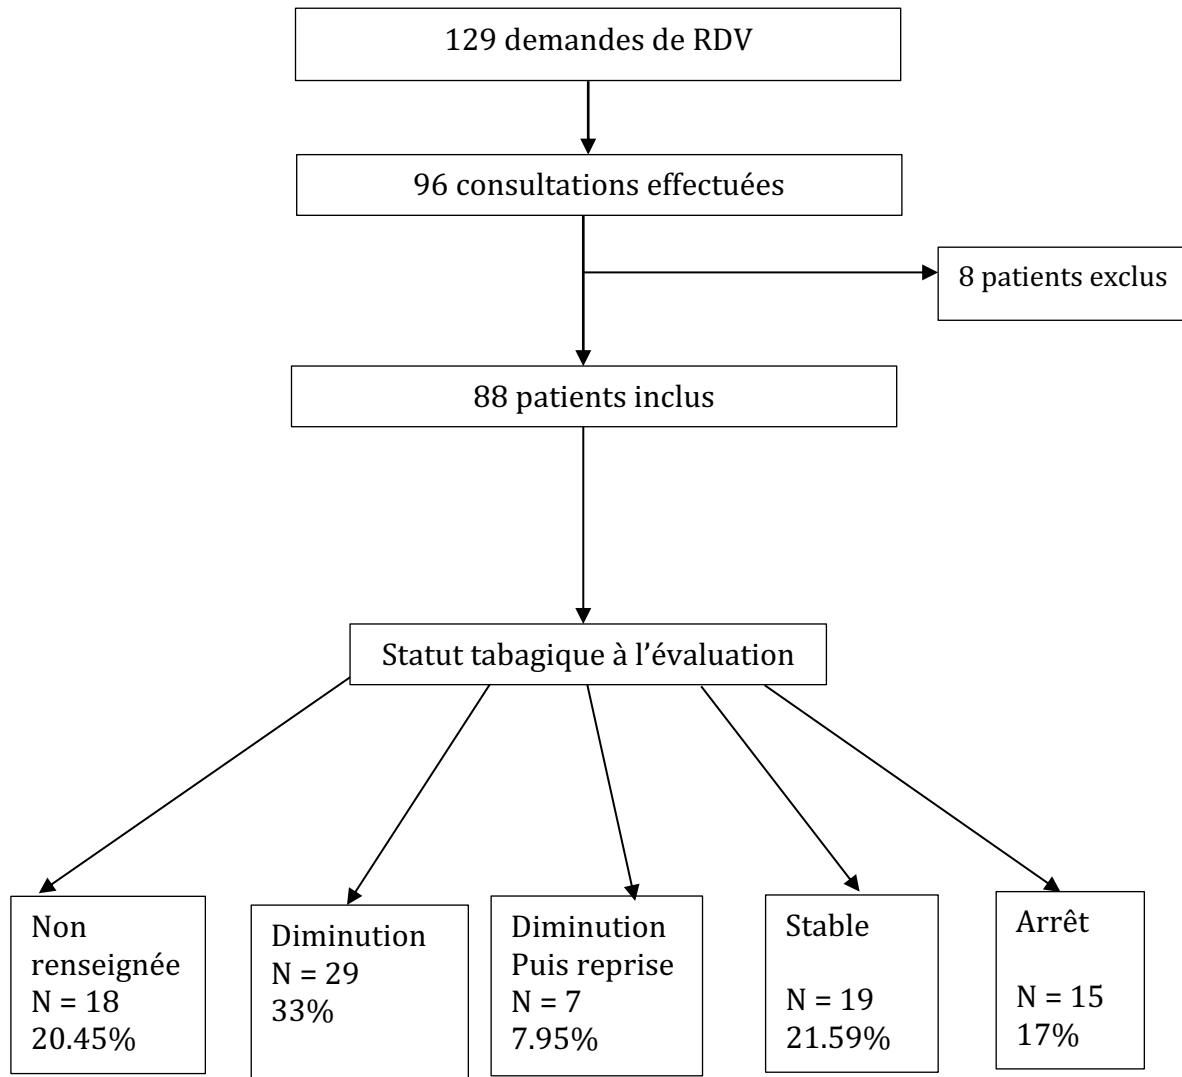 129 demandes de RDV
96 consultations effectuées
8 patients exclus
88 patients inclus
Statut tabagique à l’évaluation
Non
renseignée
N = 18
20.45%
Diminution
N = 29
33%
Diminution
Puis reprise
N = 7
7.95%
Stable
N = 19
21.59%
Arrêt
N = 15
17%